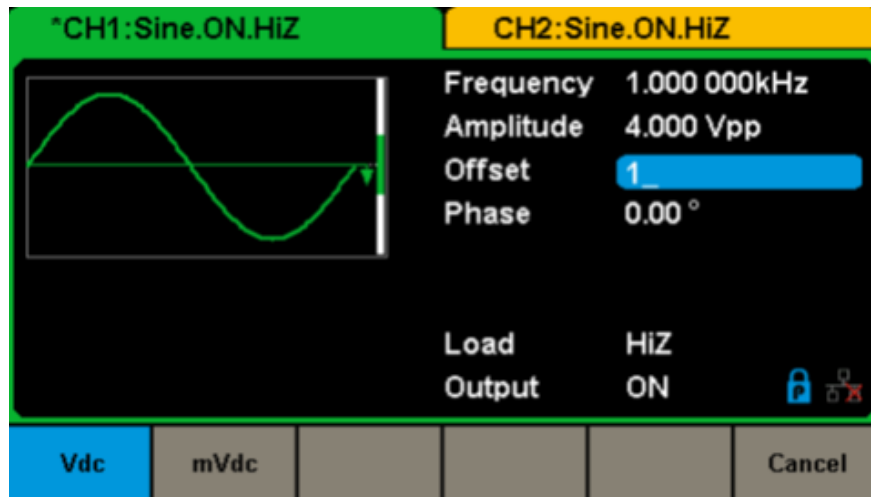 *CH1:Sine.ON.HiZ CH2:Sine.ON.HiZ
Frequency 1.000 000kHz
Amplitude 4.000 Vpp
Offset 1_
Phase 0.00 °
Load HiZ
Output ON
Vdc mVdc Cancel